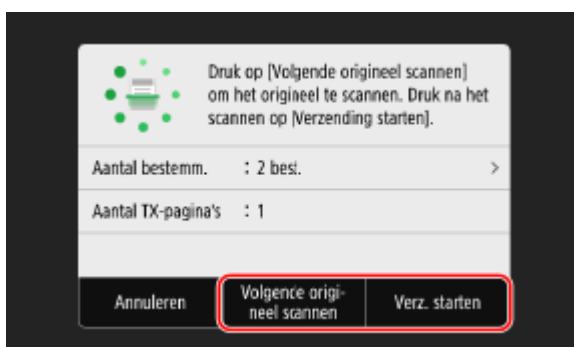 Druk op [Volgende origineel scannen]
om het origineel te scannen. Druk na het
scannen op [Verzending starten].
Aantal bestemm. : 2 best. >
Aantal TX-pagina's : 1
Annuleren
Volgende origi-
neel scannen
Verz. starten